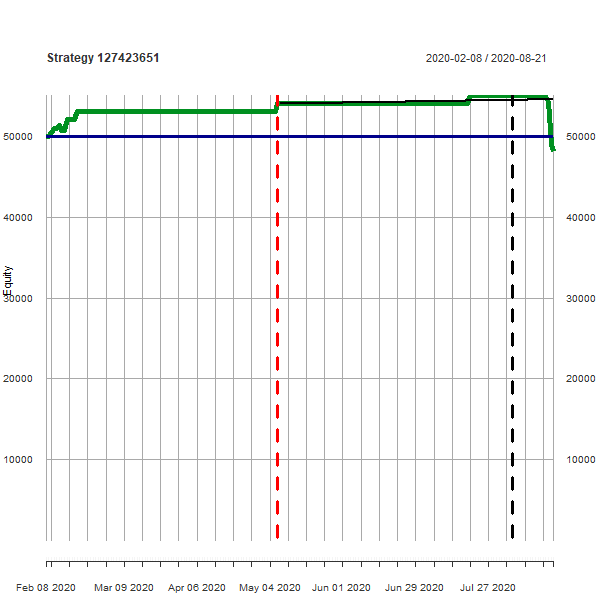 Strategy 127423651
2020-02-08 / 2020-08-21
50000
50000
40000
40000
Equity
30000
30000
20000
20000
10000
10000
Feb 08 2020
Mar 09 2020
Apr 06 2020
May 04 2020
Jun 01 2020
Jun 29 2020
Jul 27 2020